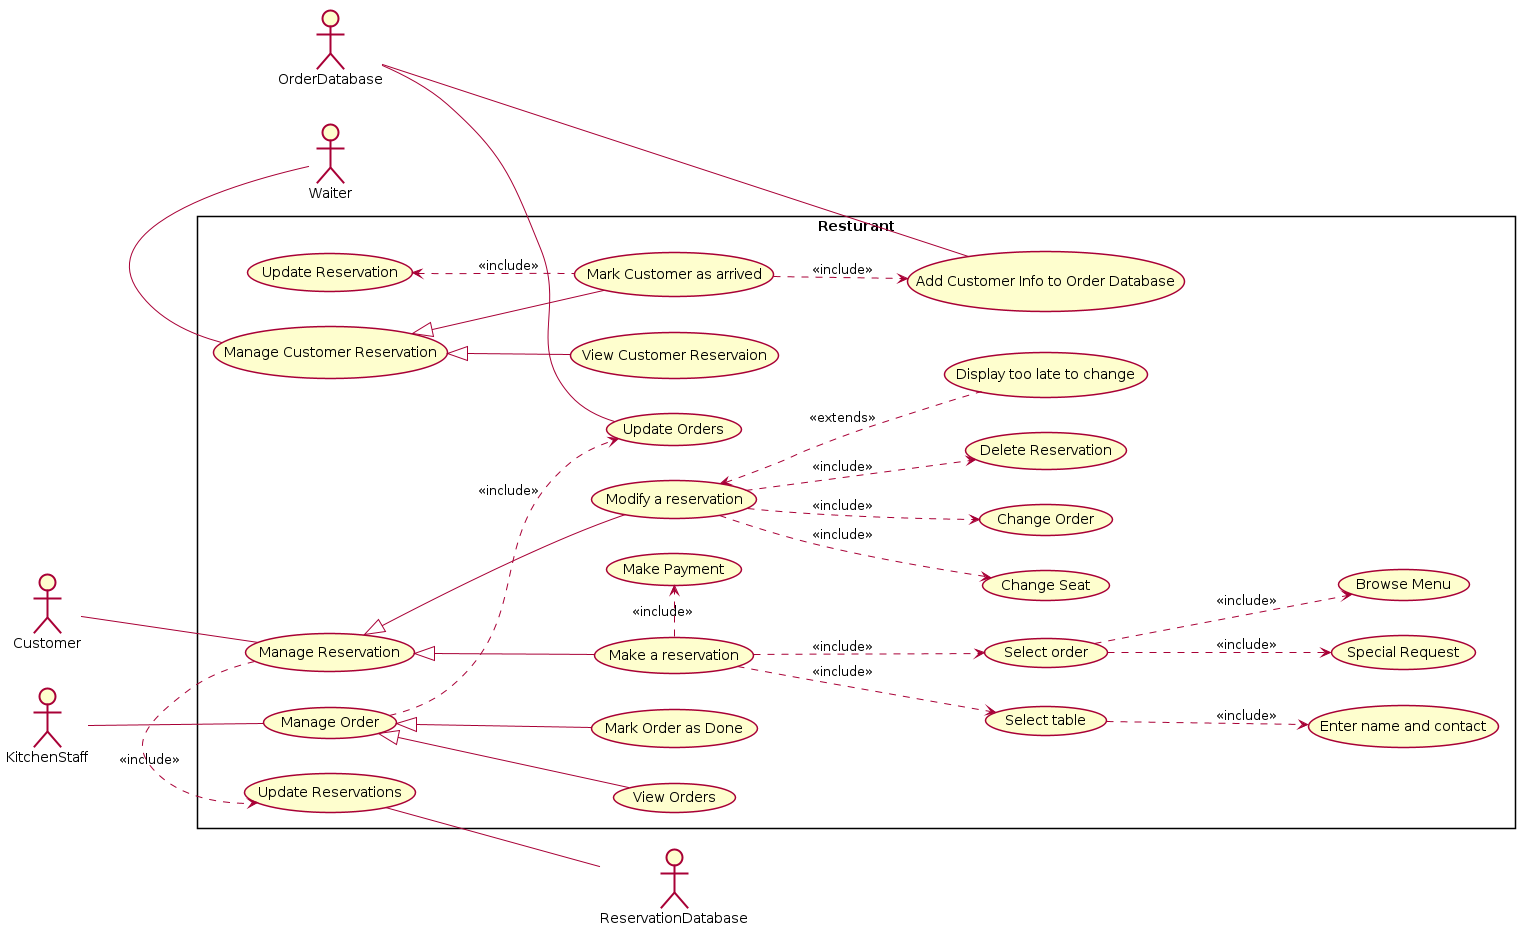 OrderDatabase
Waiter
Resturant
Update Reservation
«include»
Mark Customer as arrived
«include»
Add Customer Info to Order Database
Manage Customer Reservation
View Customer Reservaion
Display too late to change
«extends»
Update Orders
Delete Reservation
«include»
«include»
Modify a reservation
«include»
Change Order
«include»
Change Seat
Make Payment
Browse Menu
«include»
«include»
Customer
Manage Reservation
Make a reservation
«include»
Select order
«include»
Special Request
«include»
Manage Order
Mark Order as Done
Select table
«include»
Enter name and contact
KitchenStaff
«include»
Update Reservations
View Orders
ReservationDatabase